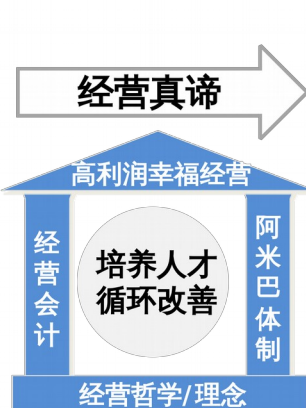 经营真谛
高利润幸福经营
经营会计
培养人才
循环改善
阿米巴体制
经营哲学/理念